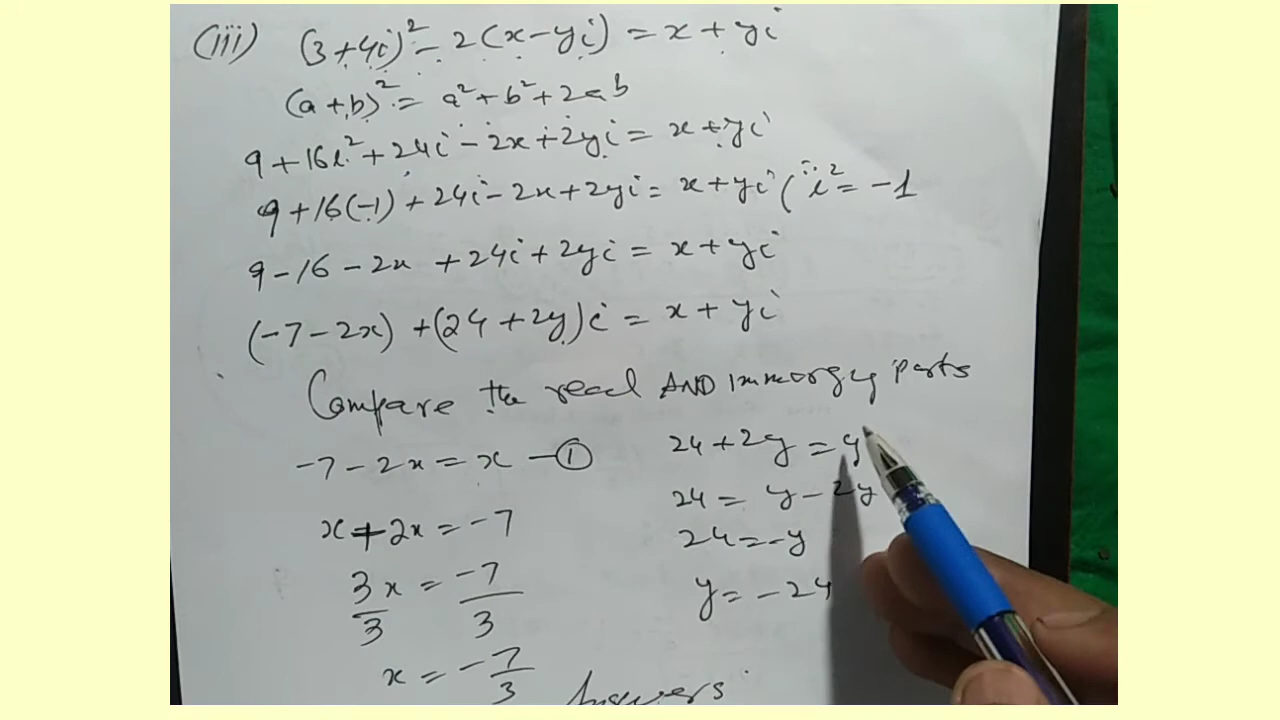 (iii) (3+4i)² - 2(x-yi) = x+yi
(a+b)² = a²+b²+2ab
9+16i²+24i-2x+2yi = x+yi
9+16(-1)+24i-2x+2yi = x+yi (∵ i² = -1
9-16-2x +24i+2yi = x+yi
(-7-2x)+(24+2y)i = x+yi
Compare the real AND Immorgy parts
-7-2x = x -①
x+2x = -7
3x/3 = -7/3
x = -7/3
24+2y = y
24 = y-2y
24 = -y
y = -24
Answers